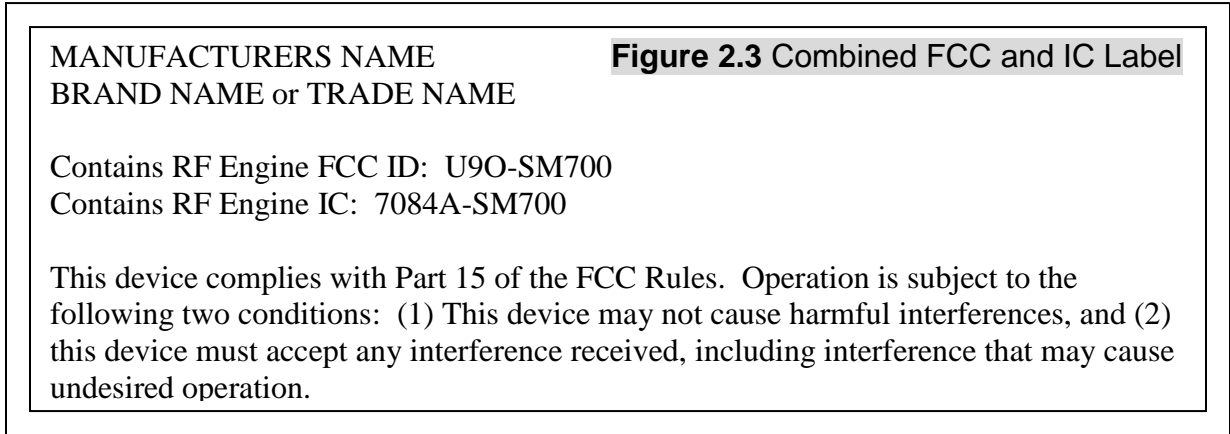 MANUFACTURERS NAME
Figure 2.3 Combined FCC and IC Label
BRAND NAME or TRADE NAME
Contains RF Engine FCC ID: U9O-SM700
Contains RF Engine IC: 7084A-SM700
This device complies with Part 15 of the FCC Rules. Operation is subject to the
following two conditions: (1) This device may not cause harmful interferences, and (2)
this device must accept any interference received, including interference that may cause
undesired operation.